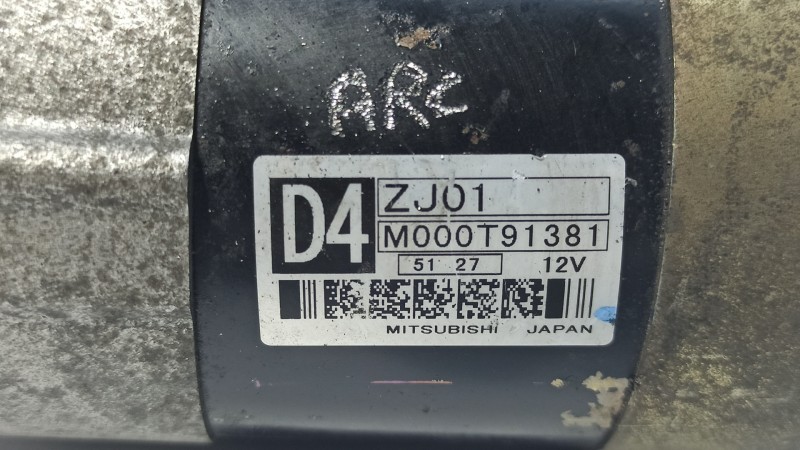 ARC
D4
ZJ01
M000T91381
51 27 12V
MITSUBISHI JAPAN